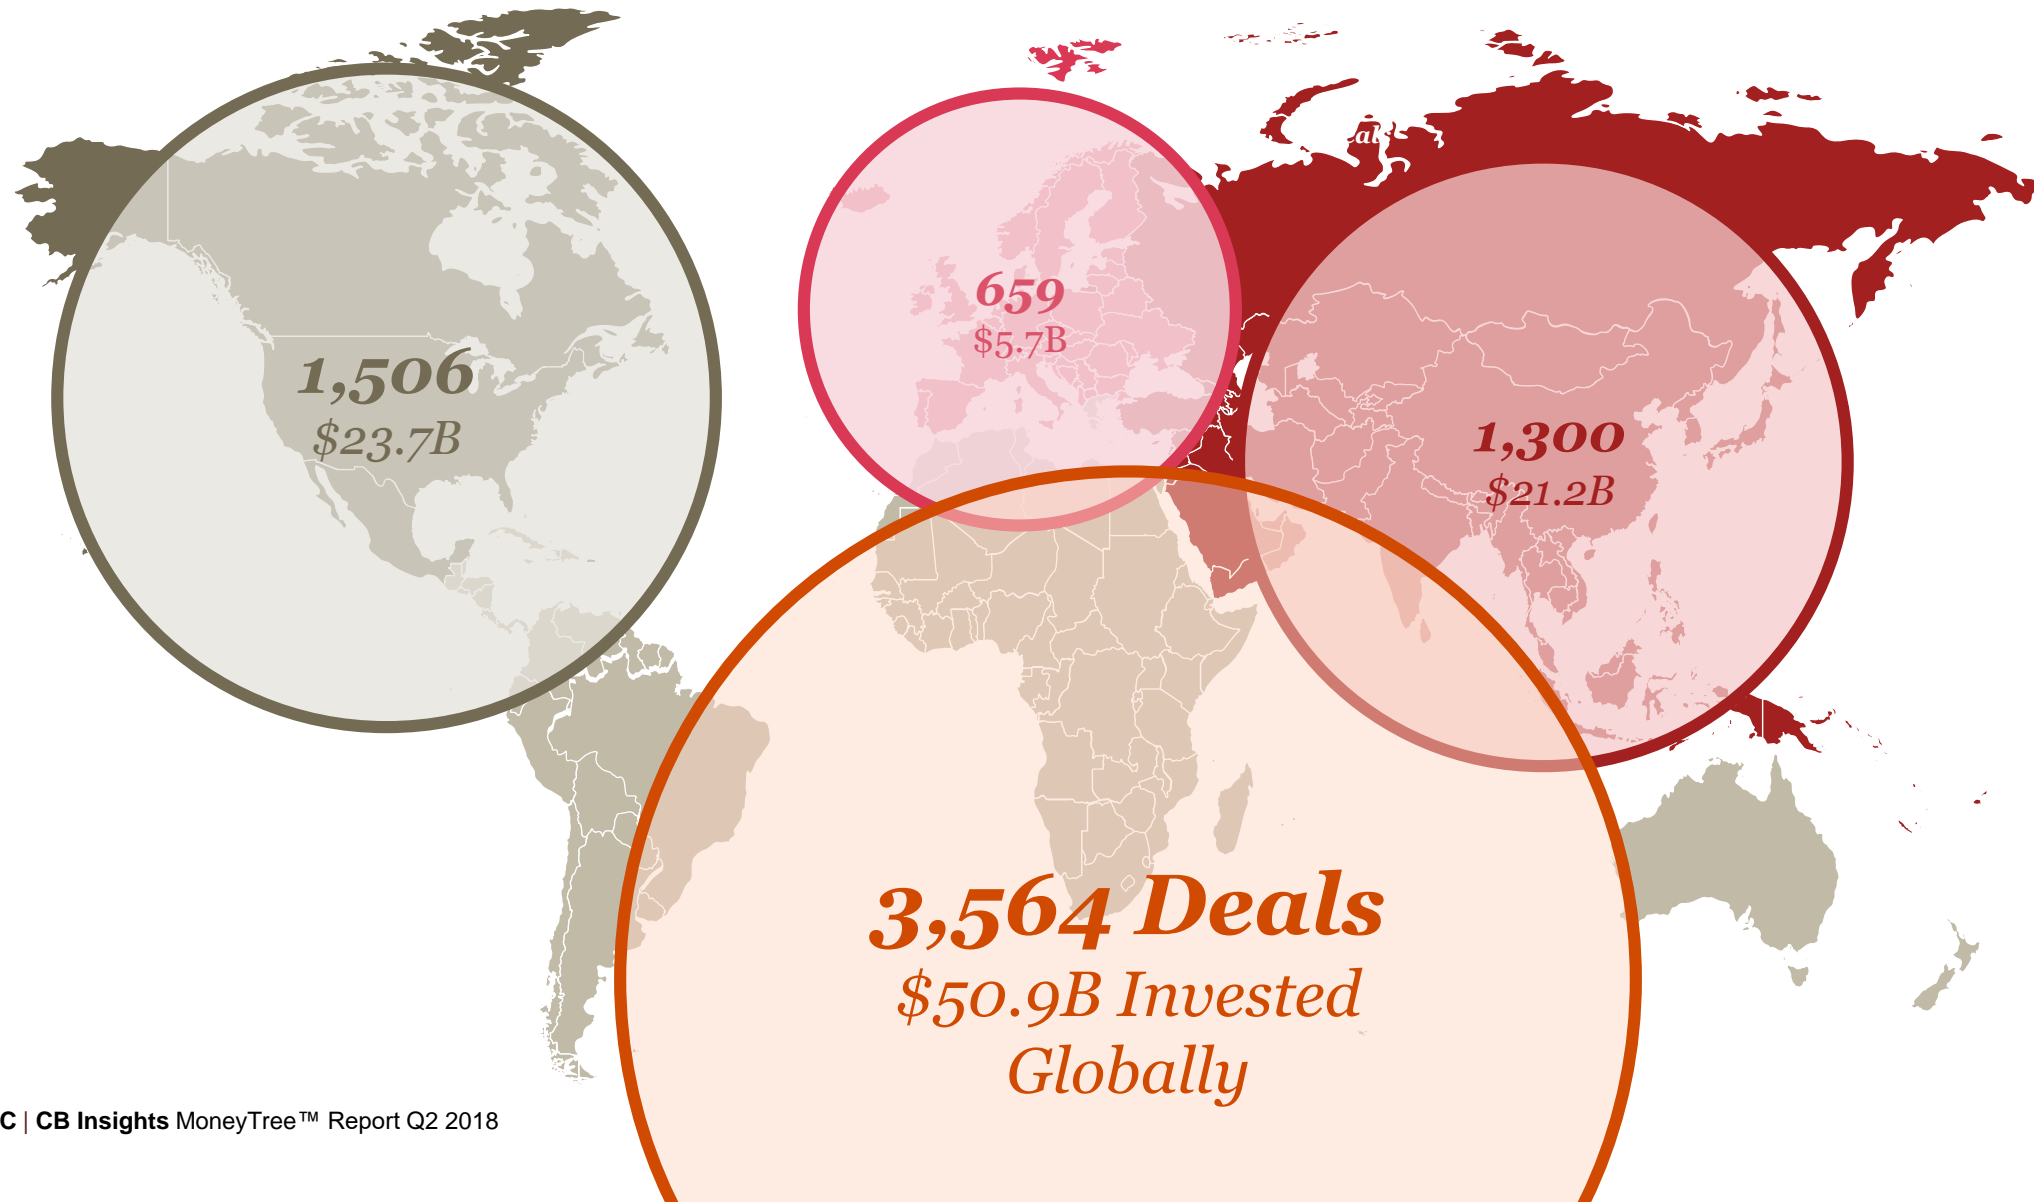 659
$5.7B
1,506
$23.7B
1,300
$21.2B
3,564 Deals
$50.9B Invested
Globally
C | CB Insights MoneyTree™ Report Q2 2018